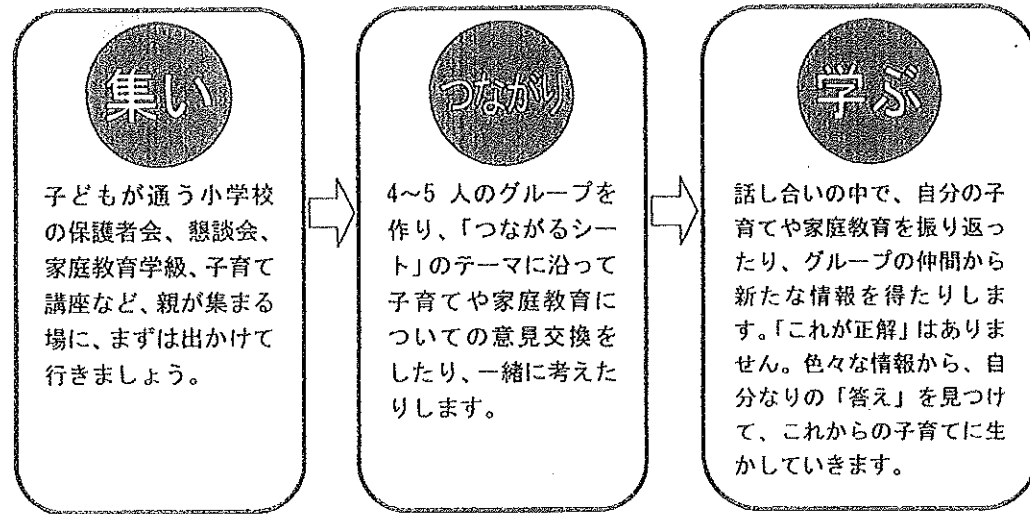 集い
子どもが通う小学校
の保護者会、懇談会、
家庭教育学級、子育て
講座など、親が集まる
場に、まずは出かけて
行きましょう。
つながり
4~5 人のグループを
作り、「つながるシー
ト」のテーマに沿って
子育てや家庭教育に
ついての意見交換を
したり、一緒に考えた
りします。
学ぶ
話し合いの中で、自分の子
育てや家庭教育を振り返っ
たり、グループの仲間から
新たな情報を得たりしま
す。「これが正解」はありま
せん。色々な情報から、自
分なりの「答え」を見つけ
て、これからの子育てに生
かしていきます。